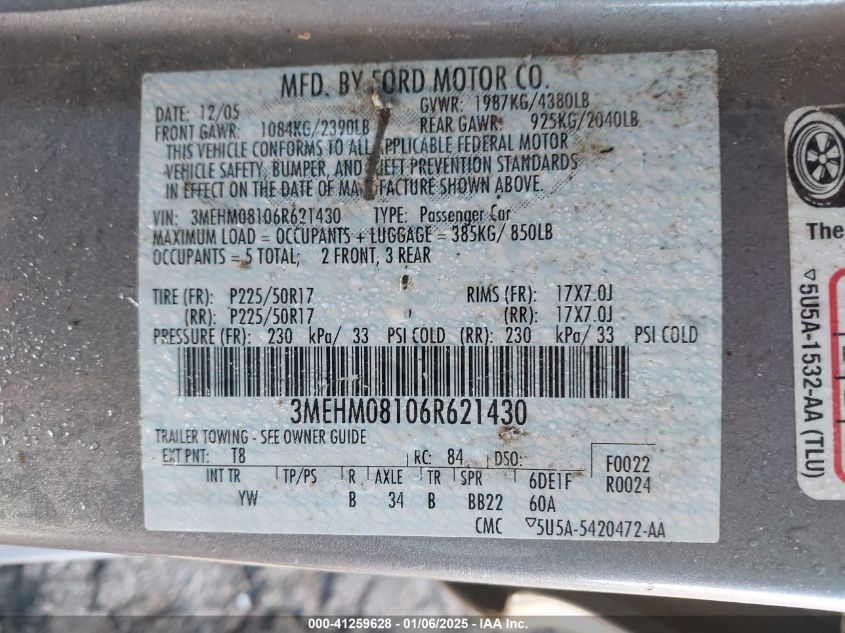 MFD. BY FORD MOTOR CO.
DATE: 12/05 GVWR: 1987KG/4380LB
FRONT GAWR: 1084KG/2390LB REAR GAWR: 925KG/2040LB
THIS VEHICLE CONFORMS TO ALL APPLICABLE FEDERAL MOTOR
VEHICLE SAFETY, BUMPER, AND THEFT PREVENTION STANDARDS
IN EFFECT ON THE DATE OF MANUFACTURE SHOWN ABOVE.
VIN: 3MEHM08106R621430 TYPE: Passenger Car
MAXIMUM LOAD = OCCUPANTS + LUGGAGE = 385KG/ 850LB
OCCUPANTS = 5 TOTAL; 2 FRONT, 3 REAR
TIRE (FR): P225/50R17 RIMS (FR): 17X7.0J
(RR): P225/50R17 (RR): 17X7.0J
PRESSURE (FR): 230 kPa/ 33 PSI COLD (RR): 230 kPa/ 33 PSI COLD
3MEHM08106R621430
TRAILER TOWING - SEE OWNER GUIDE
EXT PNT: T8 RC: 84 DSO: F0022
INT TR TP/PS R AXLE TR SPR 6DE1F R0024
YW B 34 B BB22 60A
CMC 5U5A-5420472-AA
The
5U5A-1532-AA (TLU)
000-41259628 - 01/06/2025 - IAA Inc.